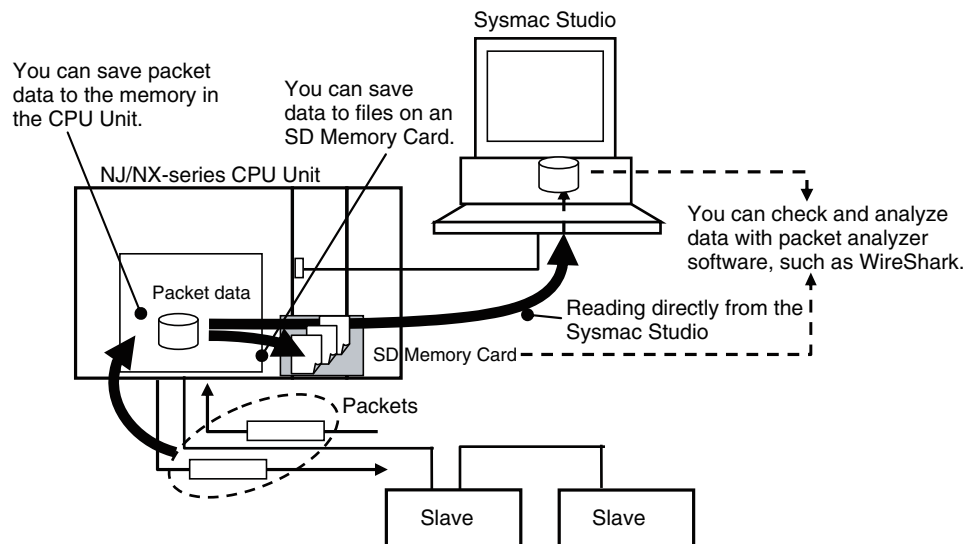 Sysmac Studio
You can save packet
data to the memory in
the CPU Unit.
You can save
data to files on an
SD Memory Card.
NJ/NX-series CPU Unit
You can check and analyze
data with packet analyzer
software, such as WireShark.
Packet data
Reading directly from the
Sysmac Studio
SD Memory Card
Packets
Slave
Slave